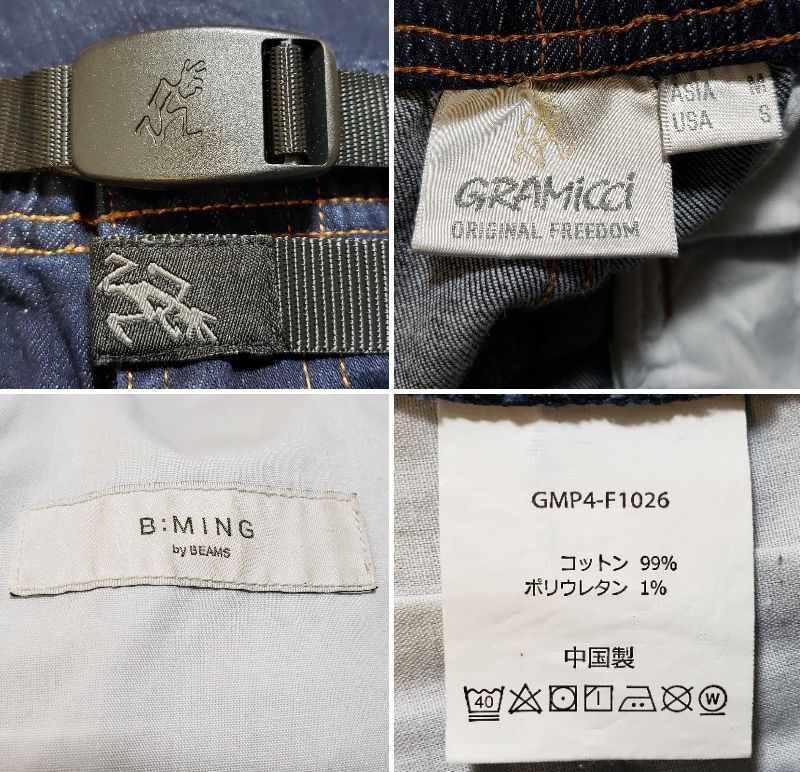 GRAMiCCi
ORIGINAL FREEDOM
ASIA M
USA S
B:MING
by BEAMS
GMP4-F1026
コットン 99%
ポリウレタン 1%
中国製
40
W